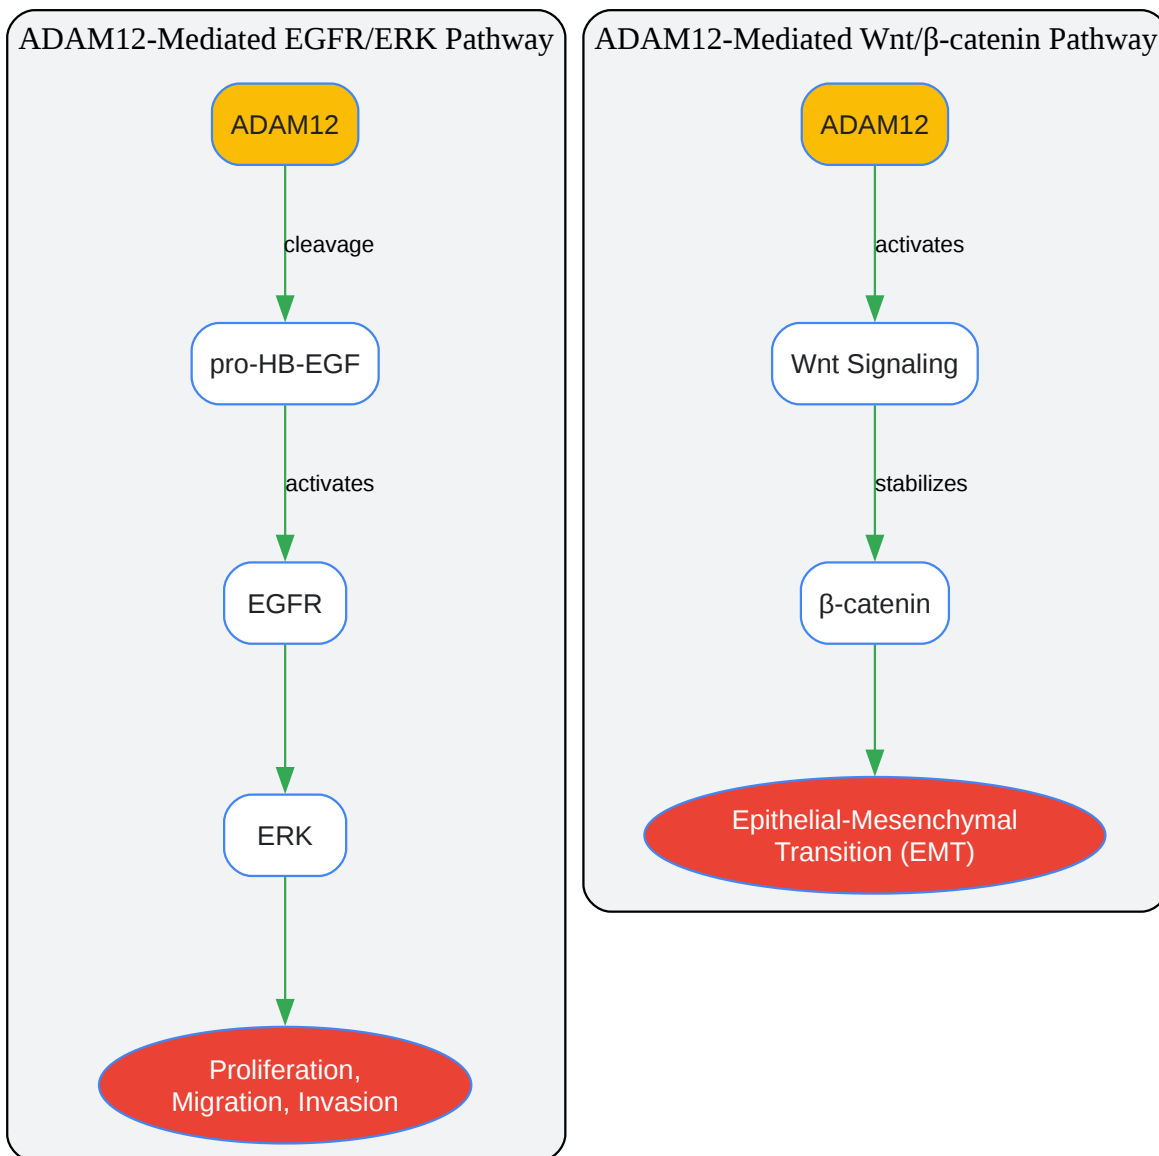 ADAM12-Mediated EGFR/ERK Pathway
ADAM12
cleavage
pro-HB-EGF
activates
EGFR
ERK
Proliferation,
Migration, Invasion
ADAM12-Mediated Wnt/β-catenin Pathway
ADAM12
activates
Wnt Signaling
stabilizes
β-catenin
Epithelial-Mesenchymal
Transition (EMT)